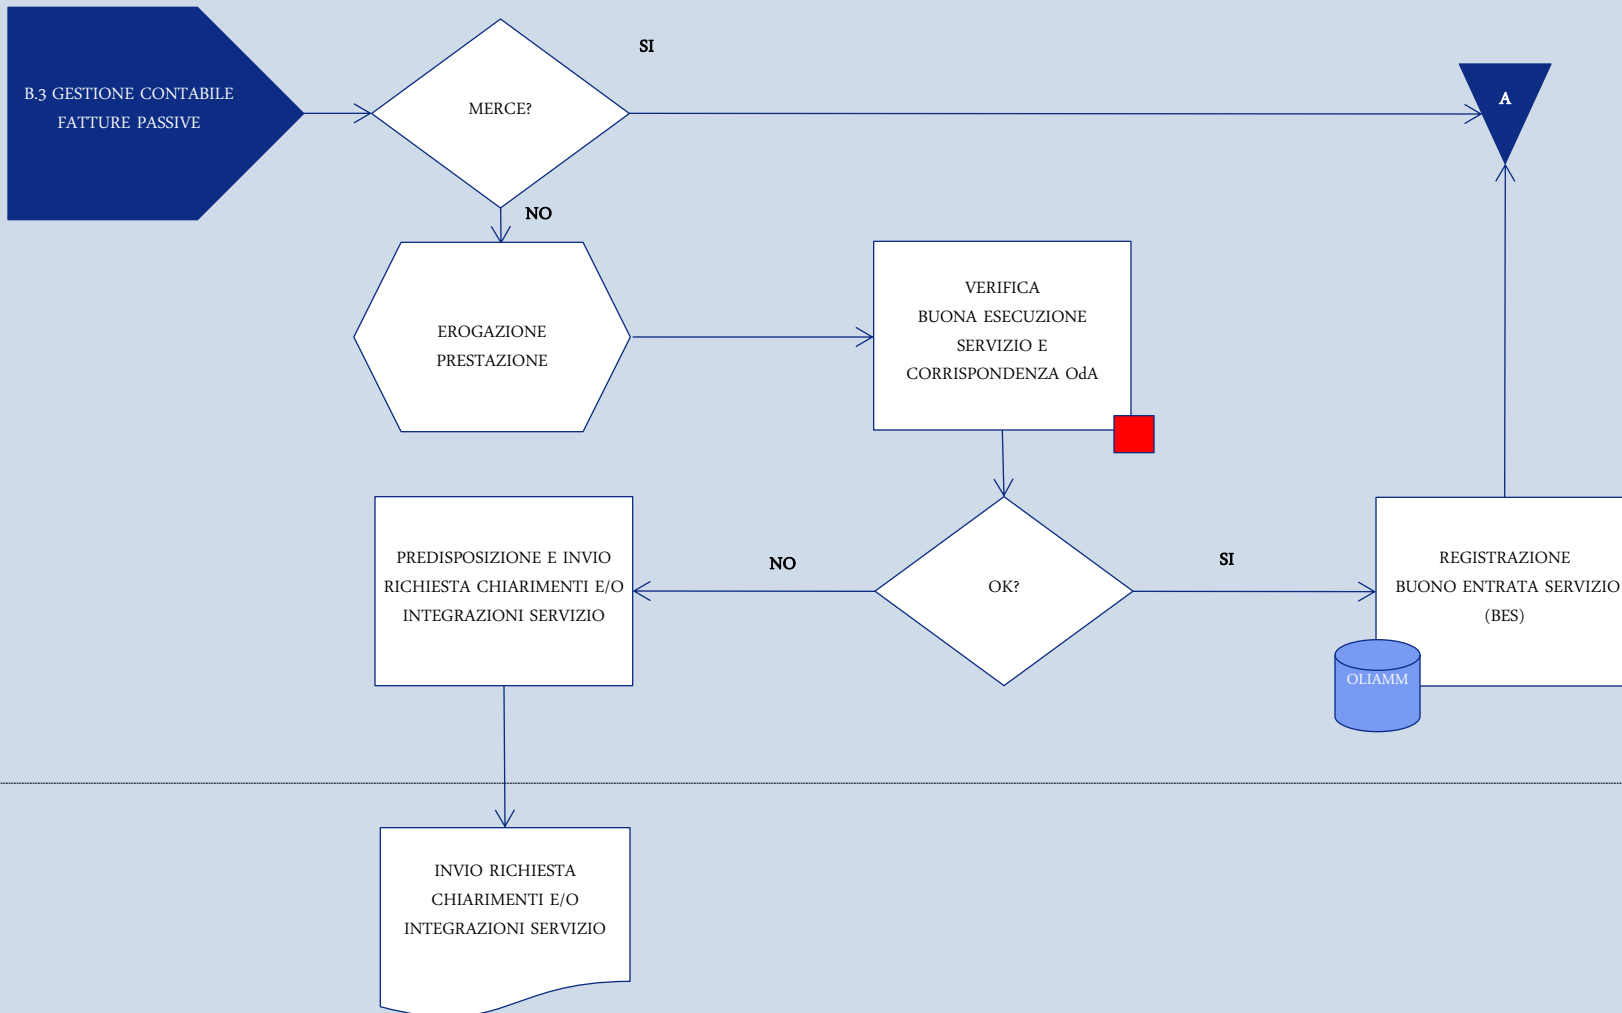 B.3 GESTIONE CONTABILE
FATTURE PASSIVE
MERCE?
SI
A
NO
EROGAZIONE
PRESTAZIONE
VERIFICA
BUONA ESECUZIONE
SERVIZIO E
CORRISPONDENZA OdA
PREDISPOSIZIONE E INVIO
RICHIESTA CHIARIMENTI E/O
INTEGRAZIONI SERVIZIO
NO
OK?
SI
REGISTRAZIONE
BUONO ENTRATA SERVIZIO
(BES)
OLIAMM
INVIO RICHIESTA
CHIARIMENTI E/O
INTEGRAZIONI SERVIZIO